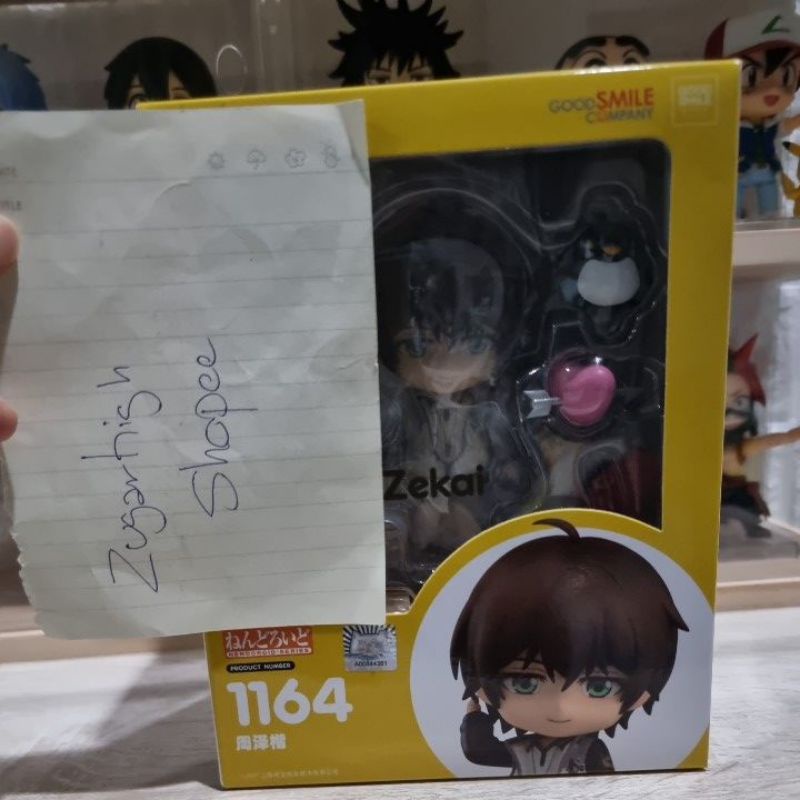 GOOD SMILE
COMPANY
Zugarhigh
Shopee
Zekai
ねんどろいど
NENDOROID SERIES
PRODUCT NUMBER
1164
周泽楷